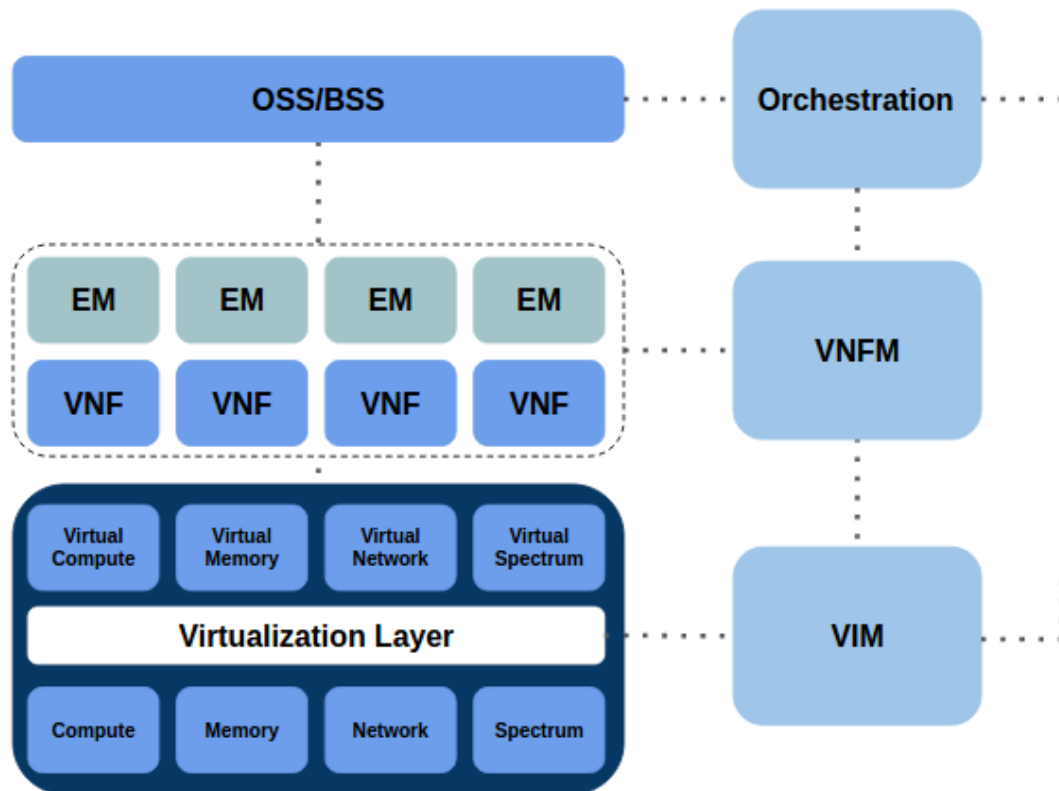 OSS/BSS
Orchestration
EM
EM
EM
EM
VNF
VNF
VNF
VNF
VNFM
Virtual
Compute
Virtual
Memory
Virtual
Network
Virtual
Spectrum
Virtualization Layer
VIM
Compute
Memory
Network
Spectrum